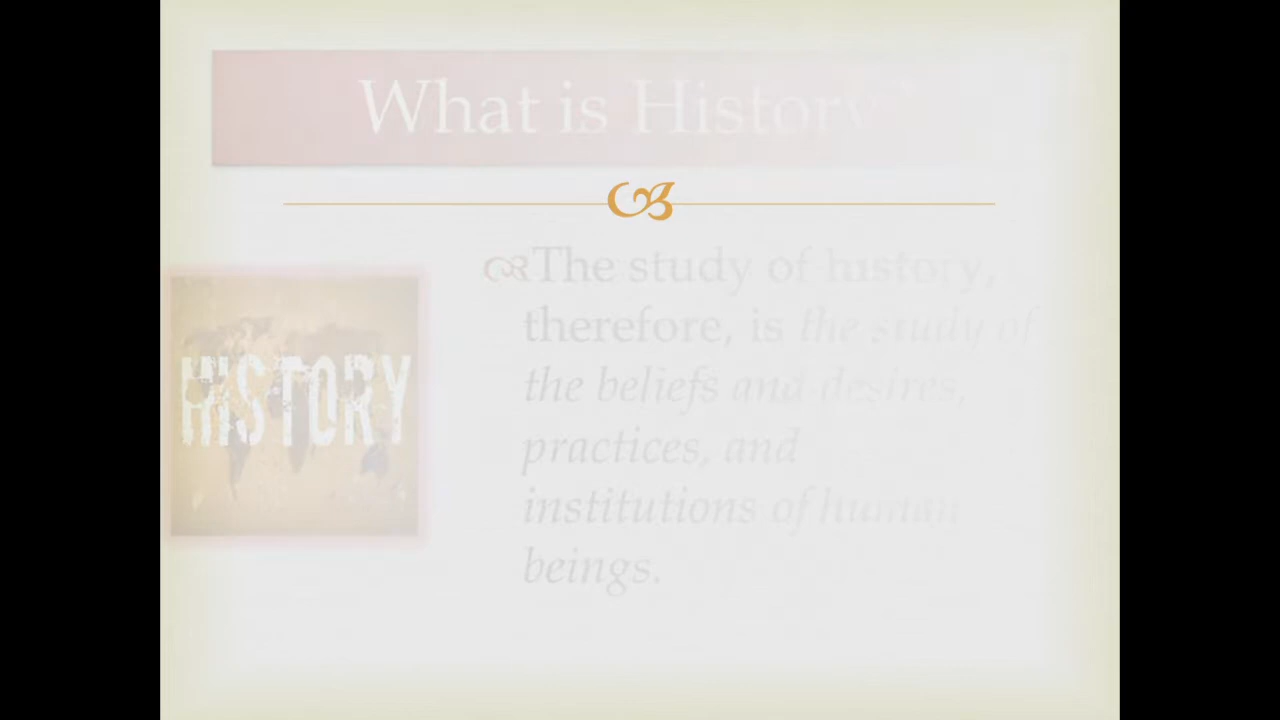 What is History
The study of history,
therefore, is the study of
the beliefs and desires,
practices, and
institutions of human
beings.
HISTORY